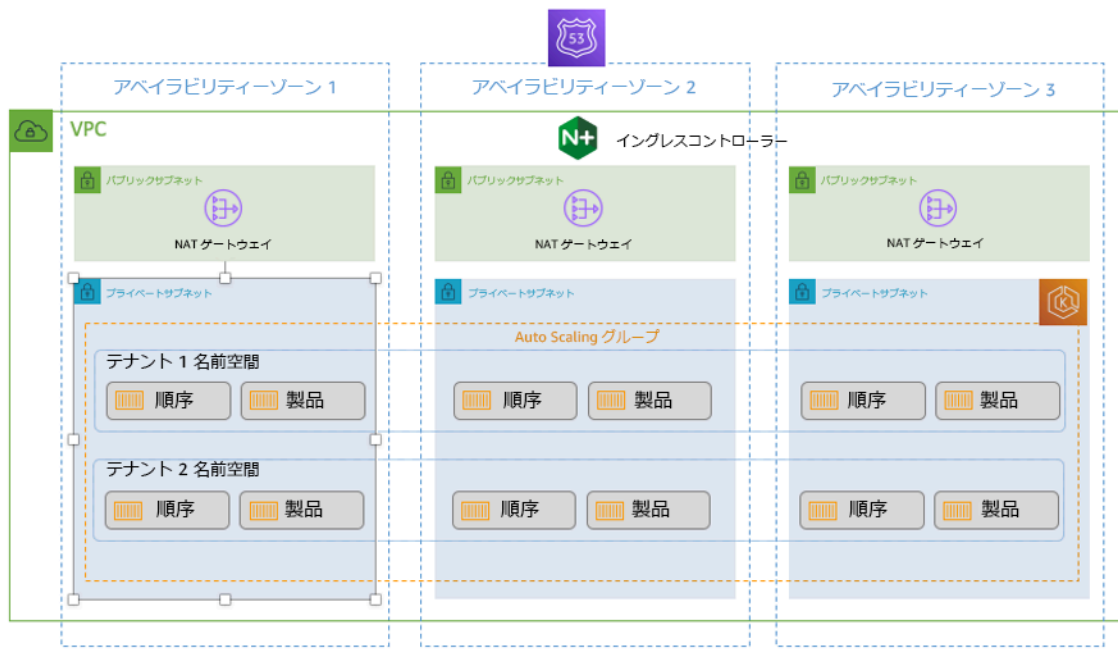 53
アベイラビリティーゾーン 1
アベイラビリティーゾーン 2
アベイラビリティーゾーン 3
VPC
N+
イングレスコントローラー
パブリックサブネット
パブリックサブネット
パブリックサブネット
NAT ゲートウェイ
NAT ゲートウェイ
NAT ゲートウェイ
プライベートサブネット
プライベートサブネット
プライベートサブネット
K
Auto Scaling グループ
テナント 1 名前空間
順序
製品
順序
製品
順序
製品
テナント 2 名前空間
順序
製品
順序
製品
順序
製品